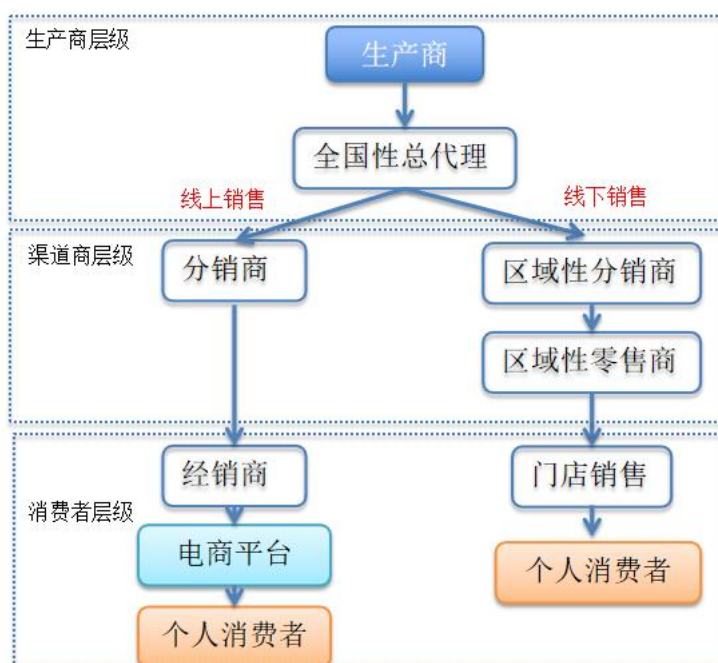 生产商层级
生产商
全国性总代理
线上销售
线下销售
渠道商层级
分销商
区域性分销商
区域性零售商
经销商
门店销售
消费者层级
电商平台
个人消费者
个人消费者